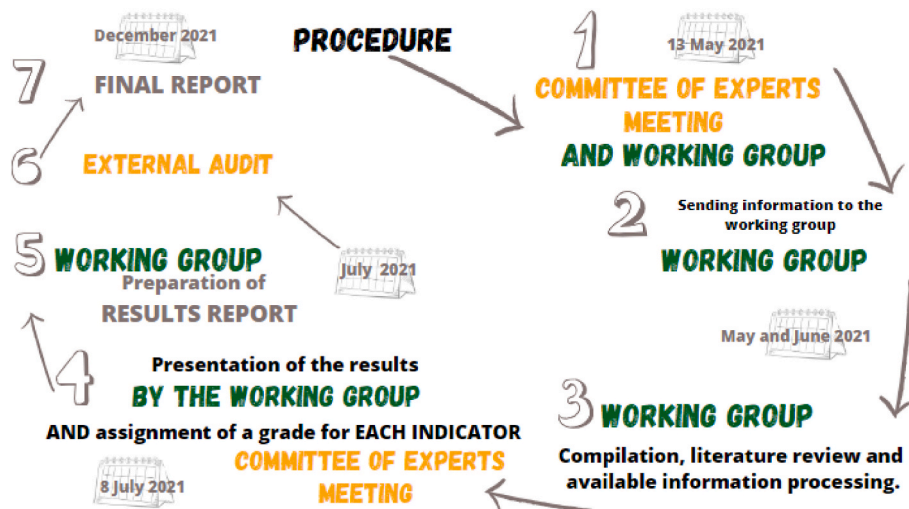 PROCEDURE
1
13 May 2021
COMMITTEE OF EXPERTS
MEETING
AND WORKING GROUP
2
Sending information to the
working group
WORKING GROUP
May and June 2021
3
WORKING GROUP
Compilation, literature review and
available information processing.
4
Presentation of the results
BY THE WORKING GROUP
AND assignment of a grade for EACH INDICATOR
8 July 2021
COMMITTEE OF EXPERTS
MEETING
5
WORKING GROUP
Preparation of
RESULTS REPORT
July 2021
6
EXTERNAL AUDIT
7
December 2021
FINAL REPORT